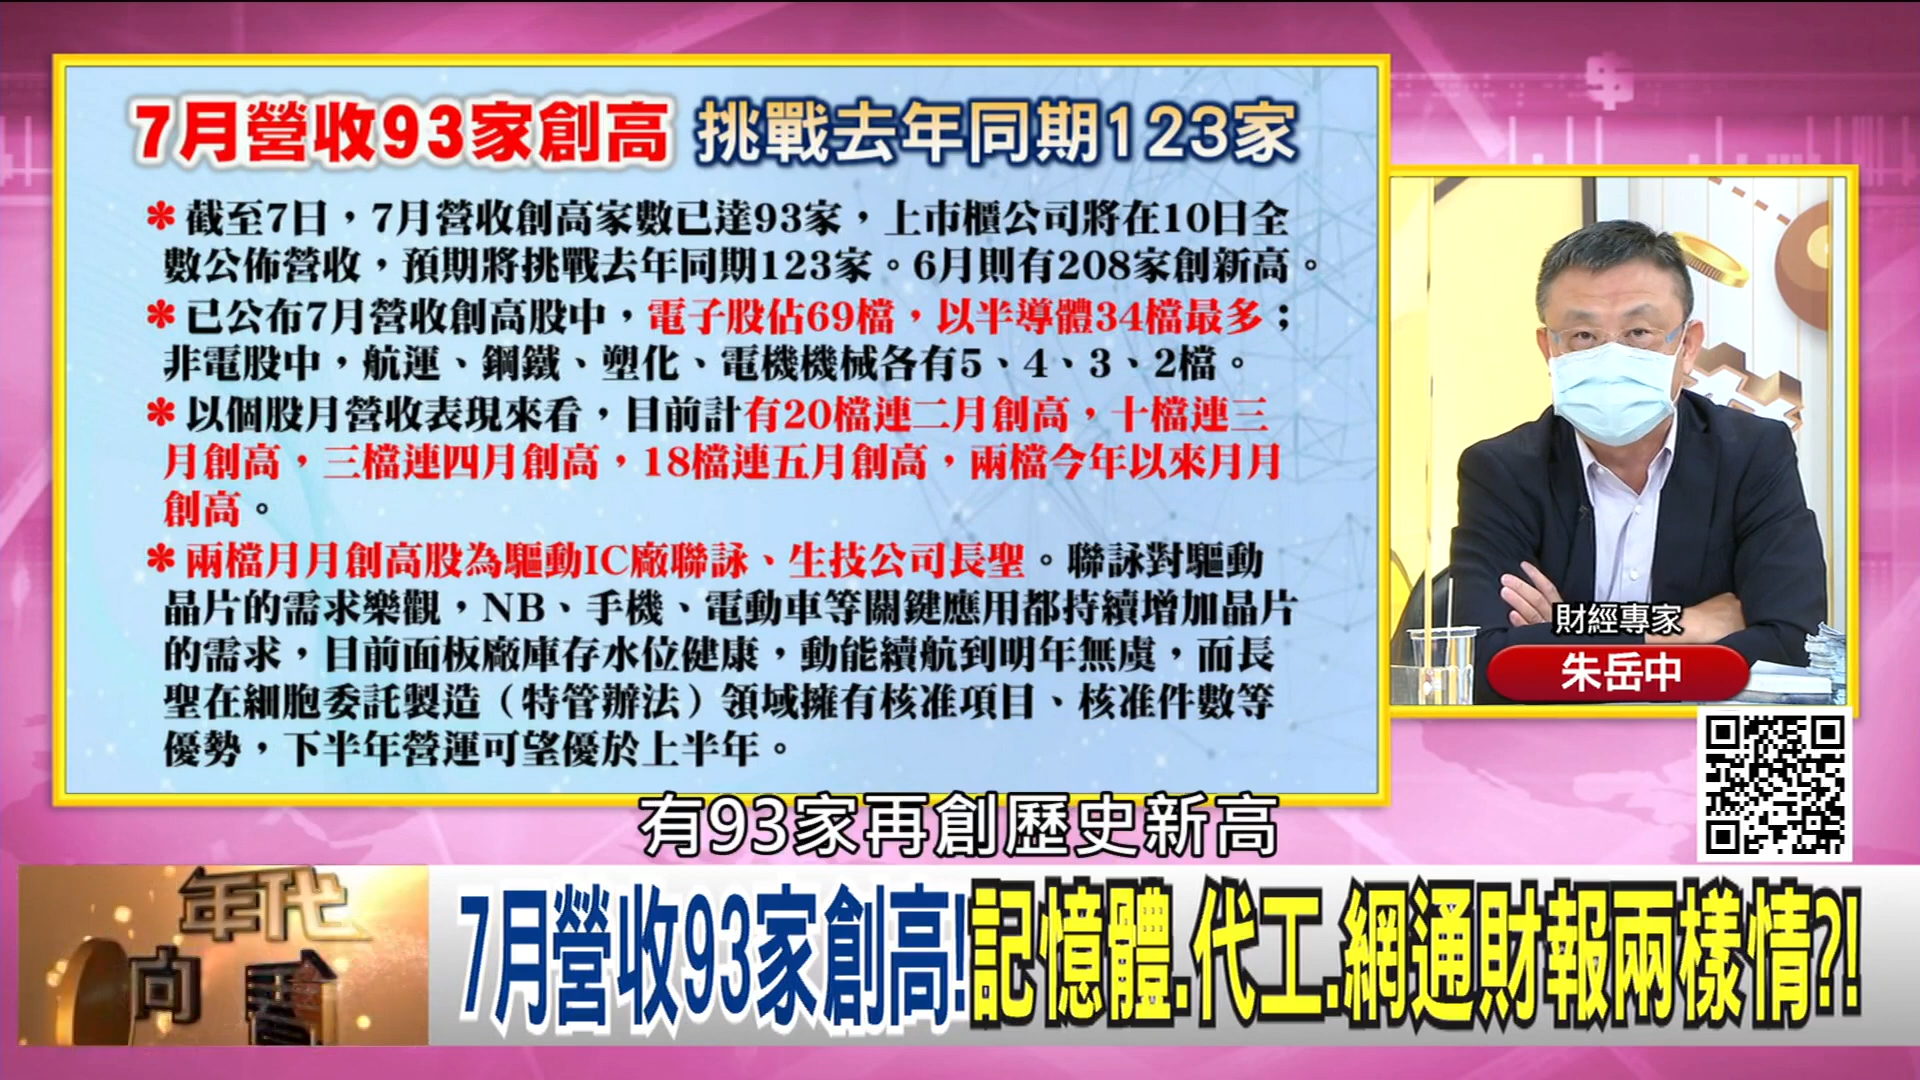 7月營收93家創高 挑戰去年同期123家
＊截至7日，7月營收創高家數已達93家，上市櫃公司將在10日全
數公佈營收，預期將挑戰去年同期123家。6月則有208家創新高。
＊已公布7月營收創高股中，電子股佔69檔，以半導體34檔最多；
非電股中，航運、鋼鐵、塑化、電機機械各有5、4、3、2檔。
＊以個股月營收表現來看，目前計有20檔連二月創高，十檔連三
月創高，三檔連四月創高，18檔連五月創高，兩檔今年以來月月
創高。
＊兩檔月月創高股為驅動IC廠聯詠、生技公司長聖。聯詠對驅動
晶片的需求樂觀，NB、手機、電動車等關鍵應用都持續增加晶片
的需求，目前面板廠庫存水位健康，動能續航到明年無虞，而長
聖在細胞委託製造（特管辦法）領域擁有核准項目、核准件數等
優勢，下半年營運可望優於上半年。
財經專家
朱岳中
有93家再創歷史新高
年代
向錢
7月營收93家創高!記憶體.代工.網通財報兩樣情?!